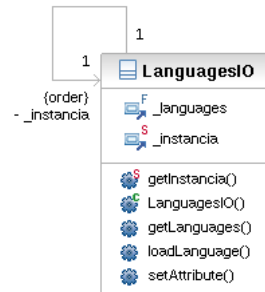 1
1
LanguagesIO
{order}
- _instancia
F
_languages
S
_instancia
S
getInstancia()
C
LanguagesIO()
getLanguages()
loadLanguage()
setAttribute()